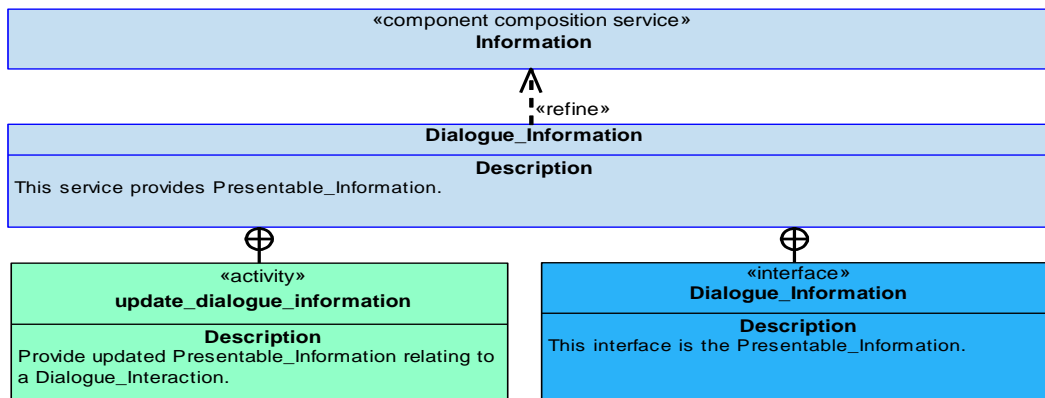 «component composition service»
Information
«refine»
Dialogue_Information
Description
This service provides Presentable_Information.
«activity»
update_dialogue_information
Description
Provide updated Presentable_Information relating to
a Dialogue_Interaction.
«interface»
Dialogue_Information
Description
This interface is the Presentable_Information.